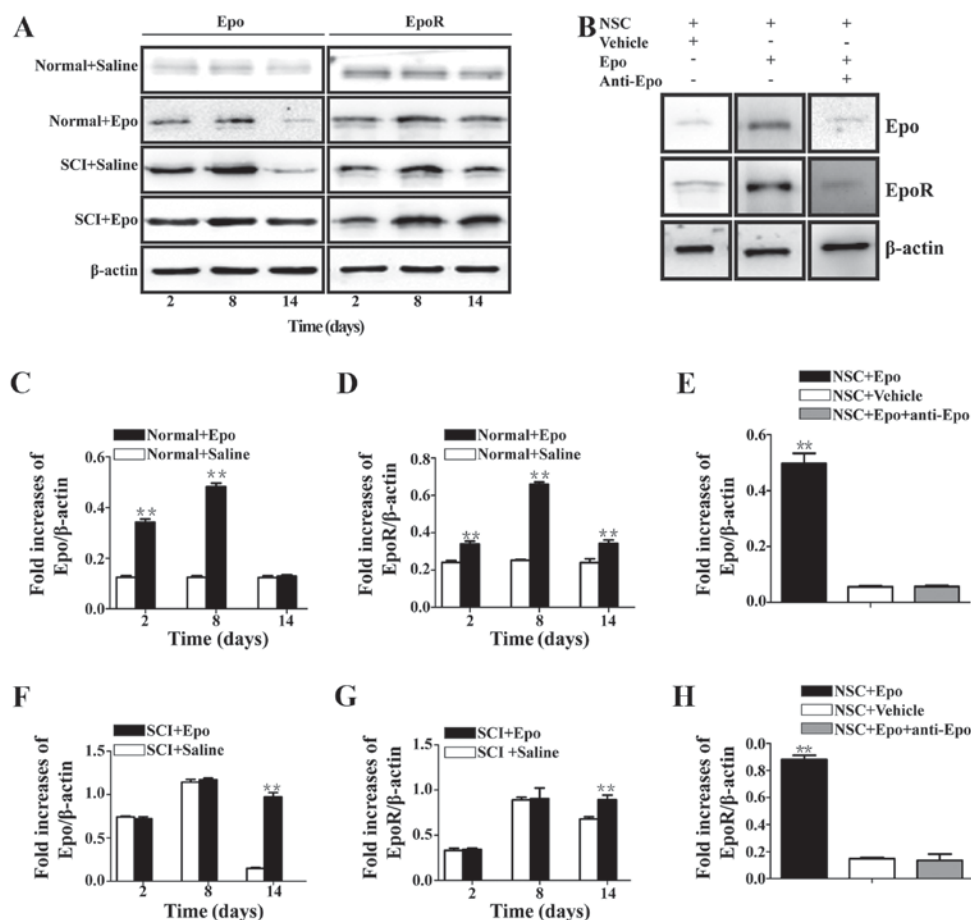 A
Epo EpoR
Normal+Saline
Normal+Epo
SCI+Saline
SCI+Epo
β-actin
2 8 14 2 8 14
Time (days)
B
NSC + + +
Vehicle + - -
Epo - + +
Anti-Epo - - +
Epo
EpoR
β-actin
C
Normal+Epo
Normal+Saline
Fold increases of
Epo/β-actin
0.6
0.4
0.2
0.0
**
**
2 8 14
Time (days)
D
Normal+Epo
Normal+Saline
Fold increases of
EpoR/β-actin
0.8
0.6
0.4
0.2
0.0
**
**
**
2 8 14
Time (days)
E
NSC+Epo
NSC+Vehicle
NSC+Epo+anti-Epo
Fold increases of
Epo/β-actin
0.6
0.4
0.2
0.0
**
F
SCI+Epo
SCI+Saline
Fold increases of
Epo/β-actin
1.5
1.0
0.5
0.0
**
2 8 14
Time (days)
G
SCI+Epo
SCI +Saline
Fold increases of
EpoR/β-actin
1.5
1.0
0.5
0.0
**
2 8 14
Time (days)
H
NSC+Epo
NSC+Vehicle
NSC+Epo+anti-Epo
Fold increases of
EpoR/β-actin
0.8
0.6
0.4
0.2
0.0
**